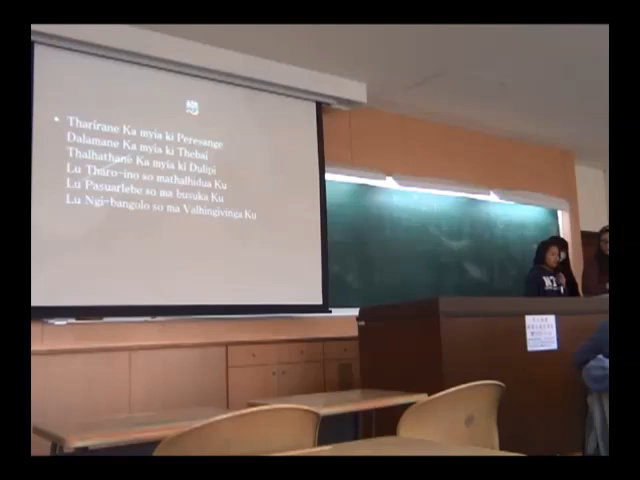 Tharirane Ka myia ki Peresange
Dalamane Ka myia ki Thebai
Thalhathane Ka myia ki Dulipi
Lu Tharo-ino so mathalhidua Ku
Lu Pasuarlebe so ma busuka Ku
Lu Ngi-bangolo so ma Valhingivinga Ku